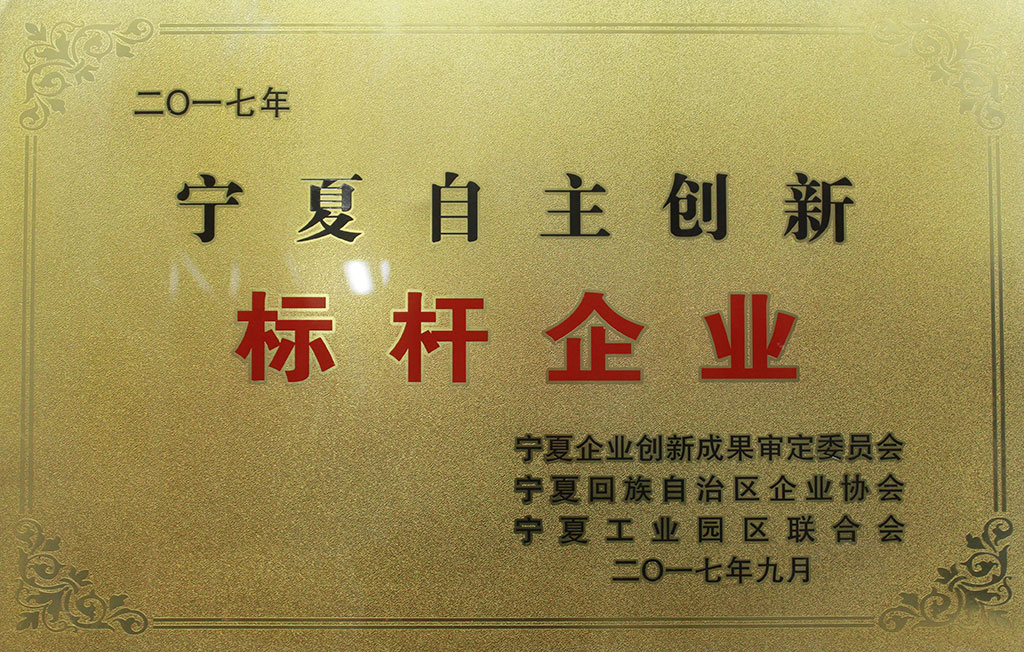 二〇一七年
宁夏自主创新
标杆企业
宁夏企业创新成果审定委员会
宁夏回族自治区企业协会
宁夏工业园区联合会
二〇一七年九月